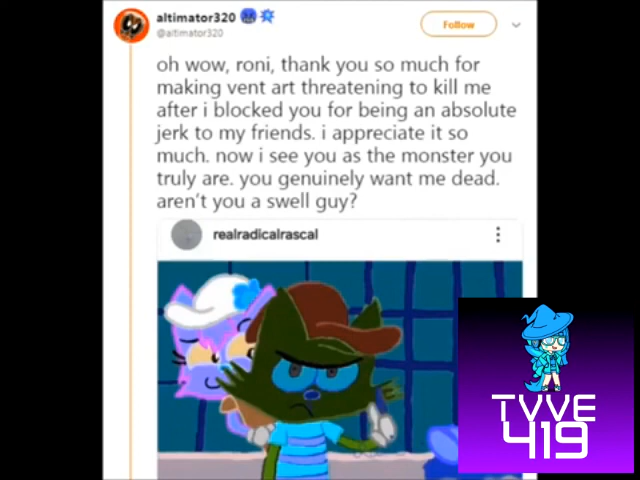 altimator320
@altimator320
Follow
oh wow, roni, thank you so much for
making vent art threatening to kill me
after i blocked you for being an absolute
jerk to my friends. i appreciate it so
much. now i see you as the monster you
truly are. you genuinely want me dead.
aren't you a swell guy?
realradicalrascal
TVVE
419